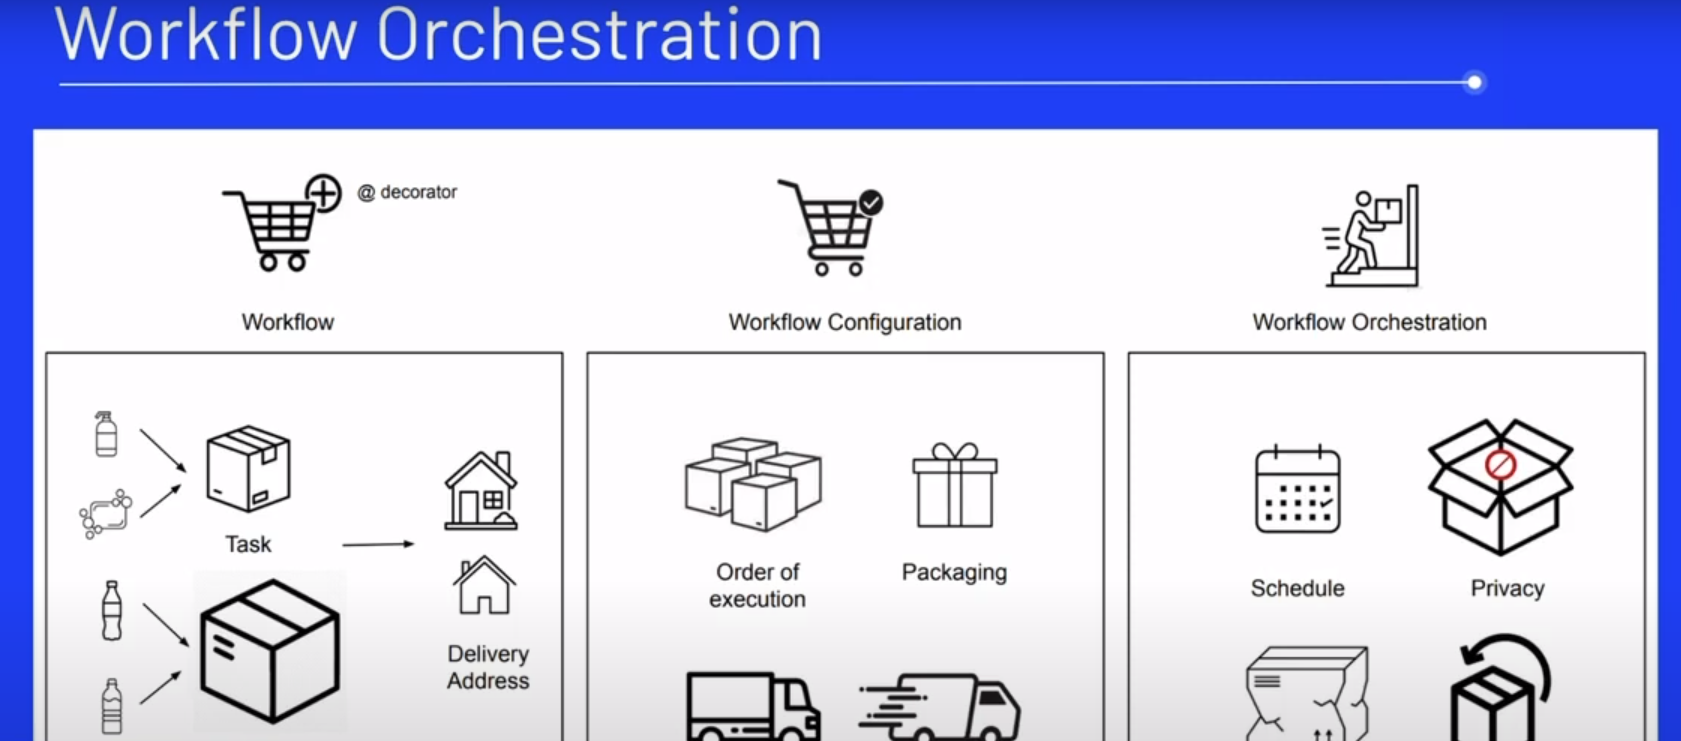 Workflow Orchestration
@ decorator
Workflow
Workflow Configuration
Workflow Orchestration
Task
Delivery
Address
Order of
execution
Packaging
Schedule
Privacy